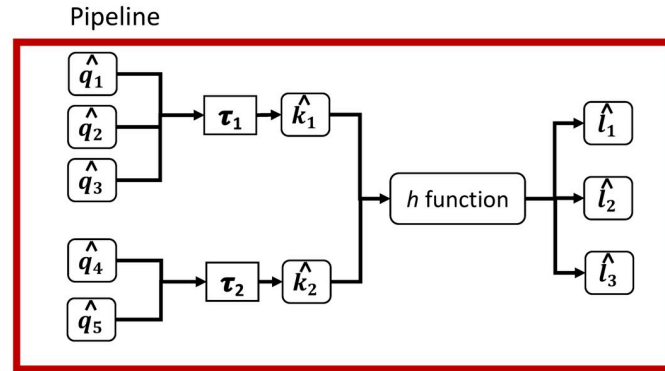 Pipeline
q̂₁
q̂₂
q̂₃
τ₁
k̂₁
q̂₄
q̂₅
τ₂
k̂₂
h function
l̂₁
l̂₂
l̂₃